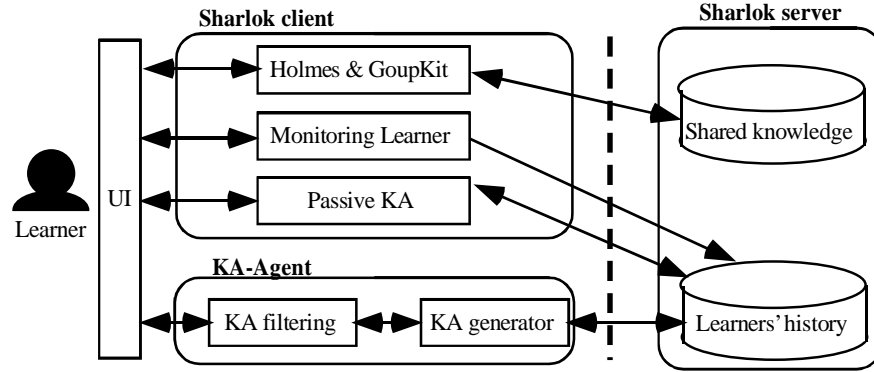 Sharlok client
Sharlok server
Holmes & GoupKit
Shared knowledge
Monitoring Learner
UI
Passive KA
Learner
KA-Agent
KA filtering
KA generator
Learners' history